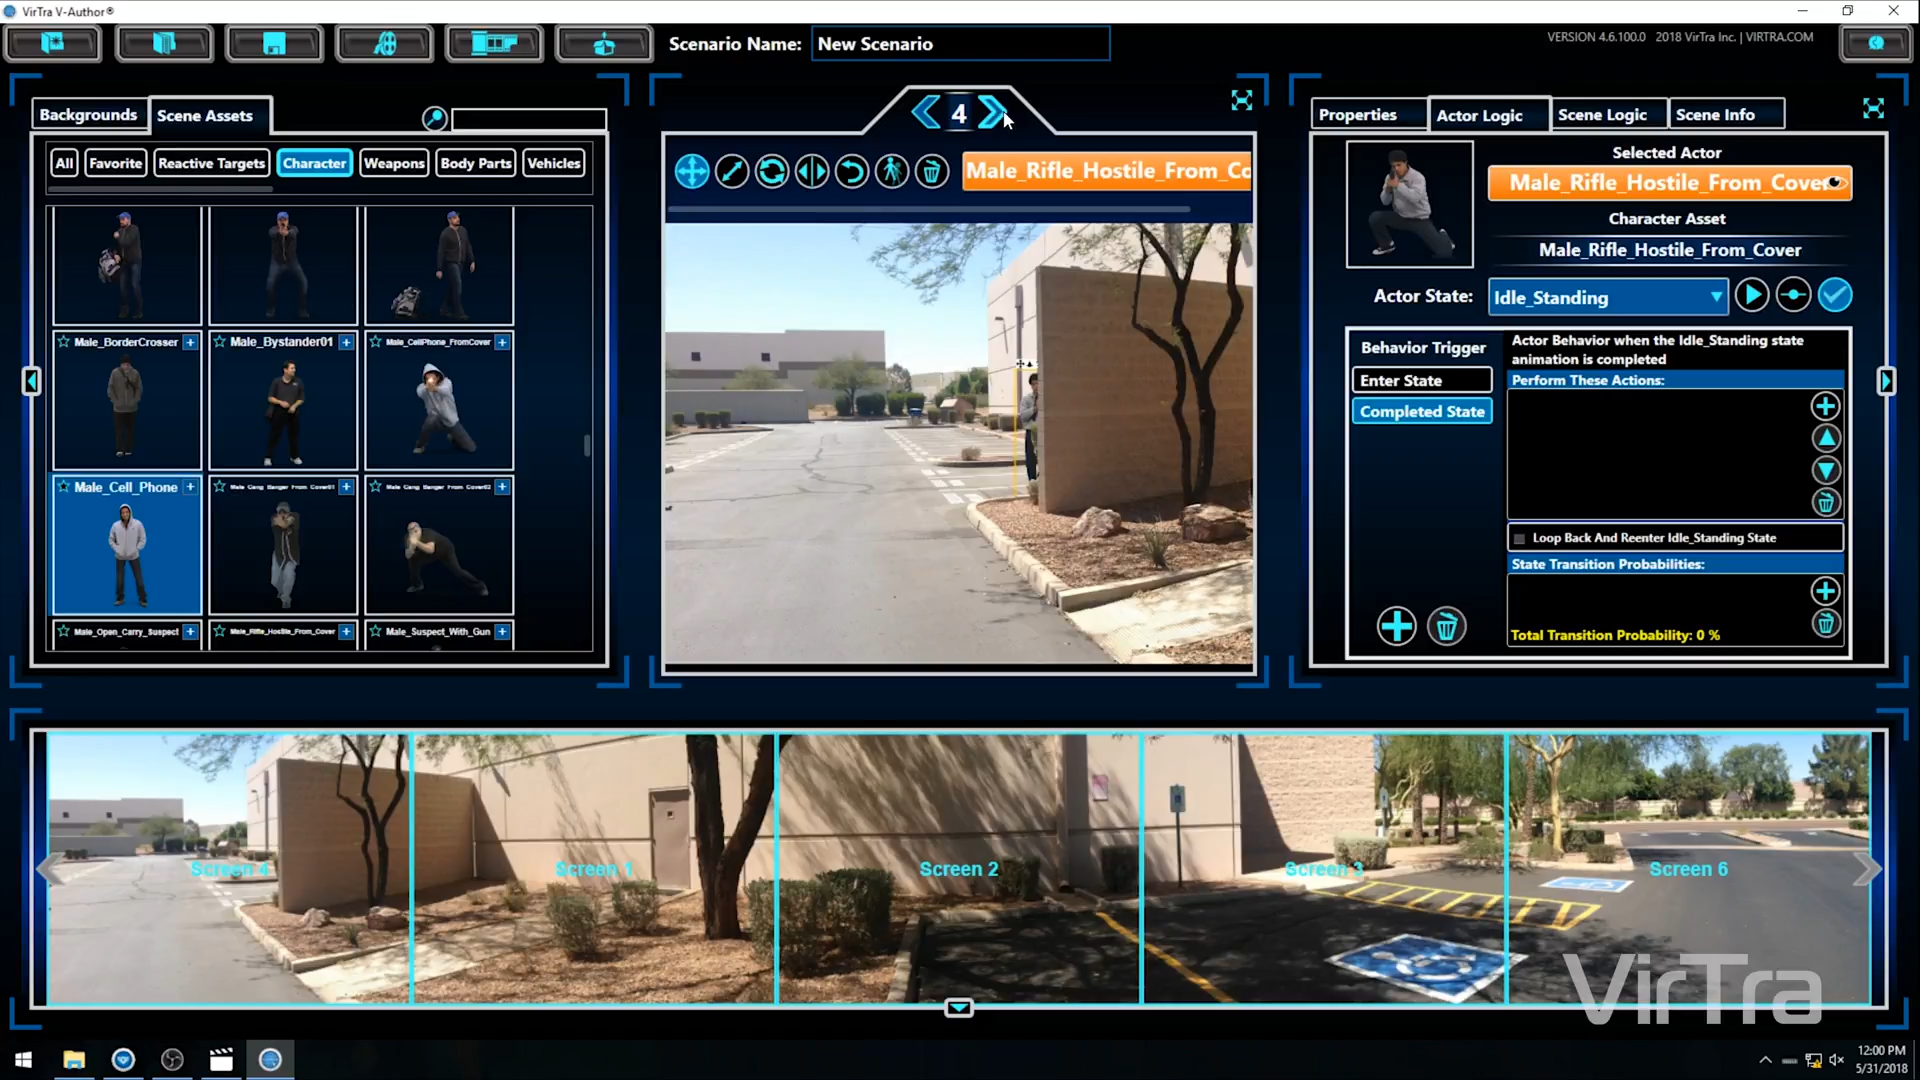 VirTra V-Author®
Scenario Name: New Scenario
VERSION 4.6.100.0 2018 VirTra Inc. | VIRTRA.COM
Backgrounds
Scene Assets
All
Favorite
Reactive Targets
Character
Weapons
Body Parts
Vehicles
Male_BorderCrosser
Male_Bystander01
Male_CellPhone_FromCover
Male_Cell_Phone
Male_Gang_Banger_From_Cover01
Male_Gang_Banger_From_Cover02
Male_Open_Carry_Suspect
Male_Rifle_Hostile_From_Cover
Male_Suspect_With_Gun
4
Male_Rifle_Hostile_From_Co
Properties
Actor Logic
Scene Logic
Scene Info
Selected Actor
Male_Rifle_Hostile_From_Cover
Character Asset
Male_Rifle_Hostile_From_Cover
Actor State: Idle_Standing
Behavior Trigger
Enter State
Completed State
Actor Behavior when the Idle_Standing state
animation is completed
Perform These Actions:
Loop Back And Reenter Idle_Standing State
State Transition Probabilities:
Total Transition Probability: 0 %
Screen 4
Screen 1
Screen 2
Screen 3
Screen 6
VirTra
12:00 PM
5/31/2018